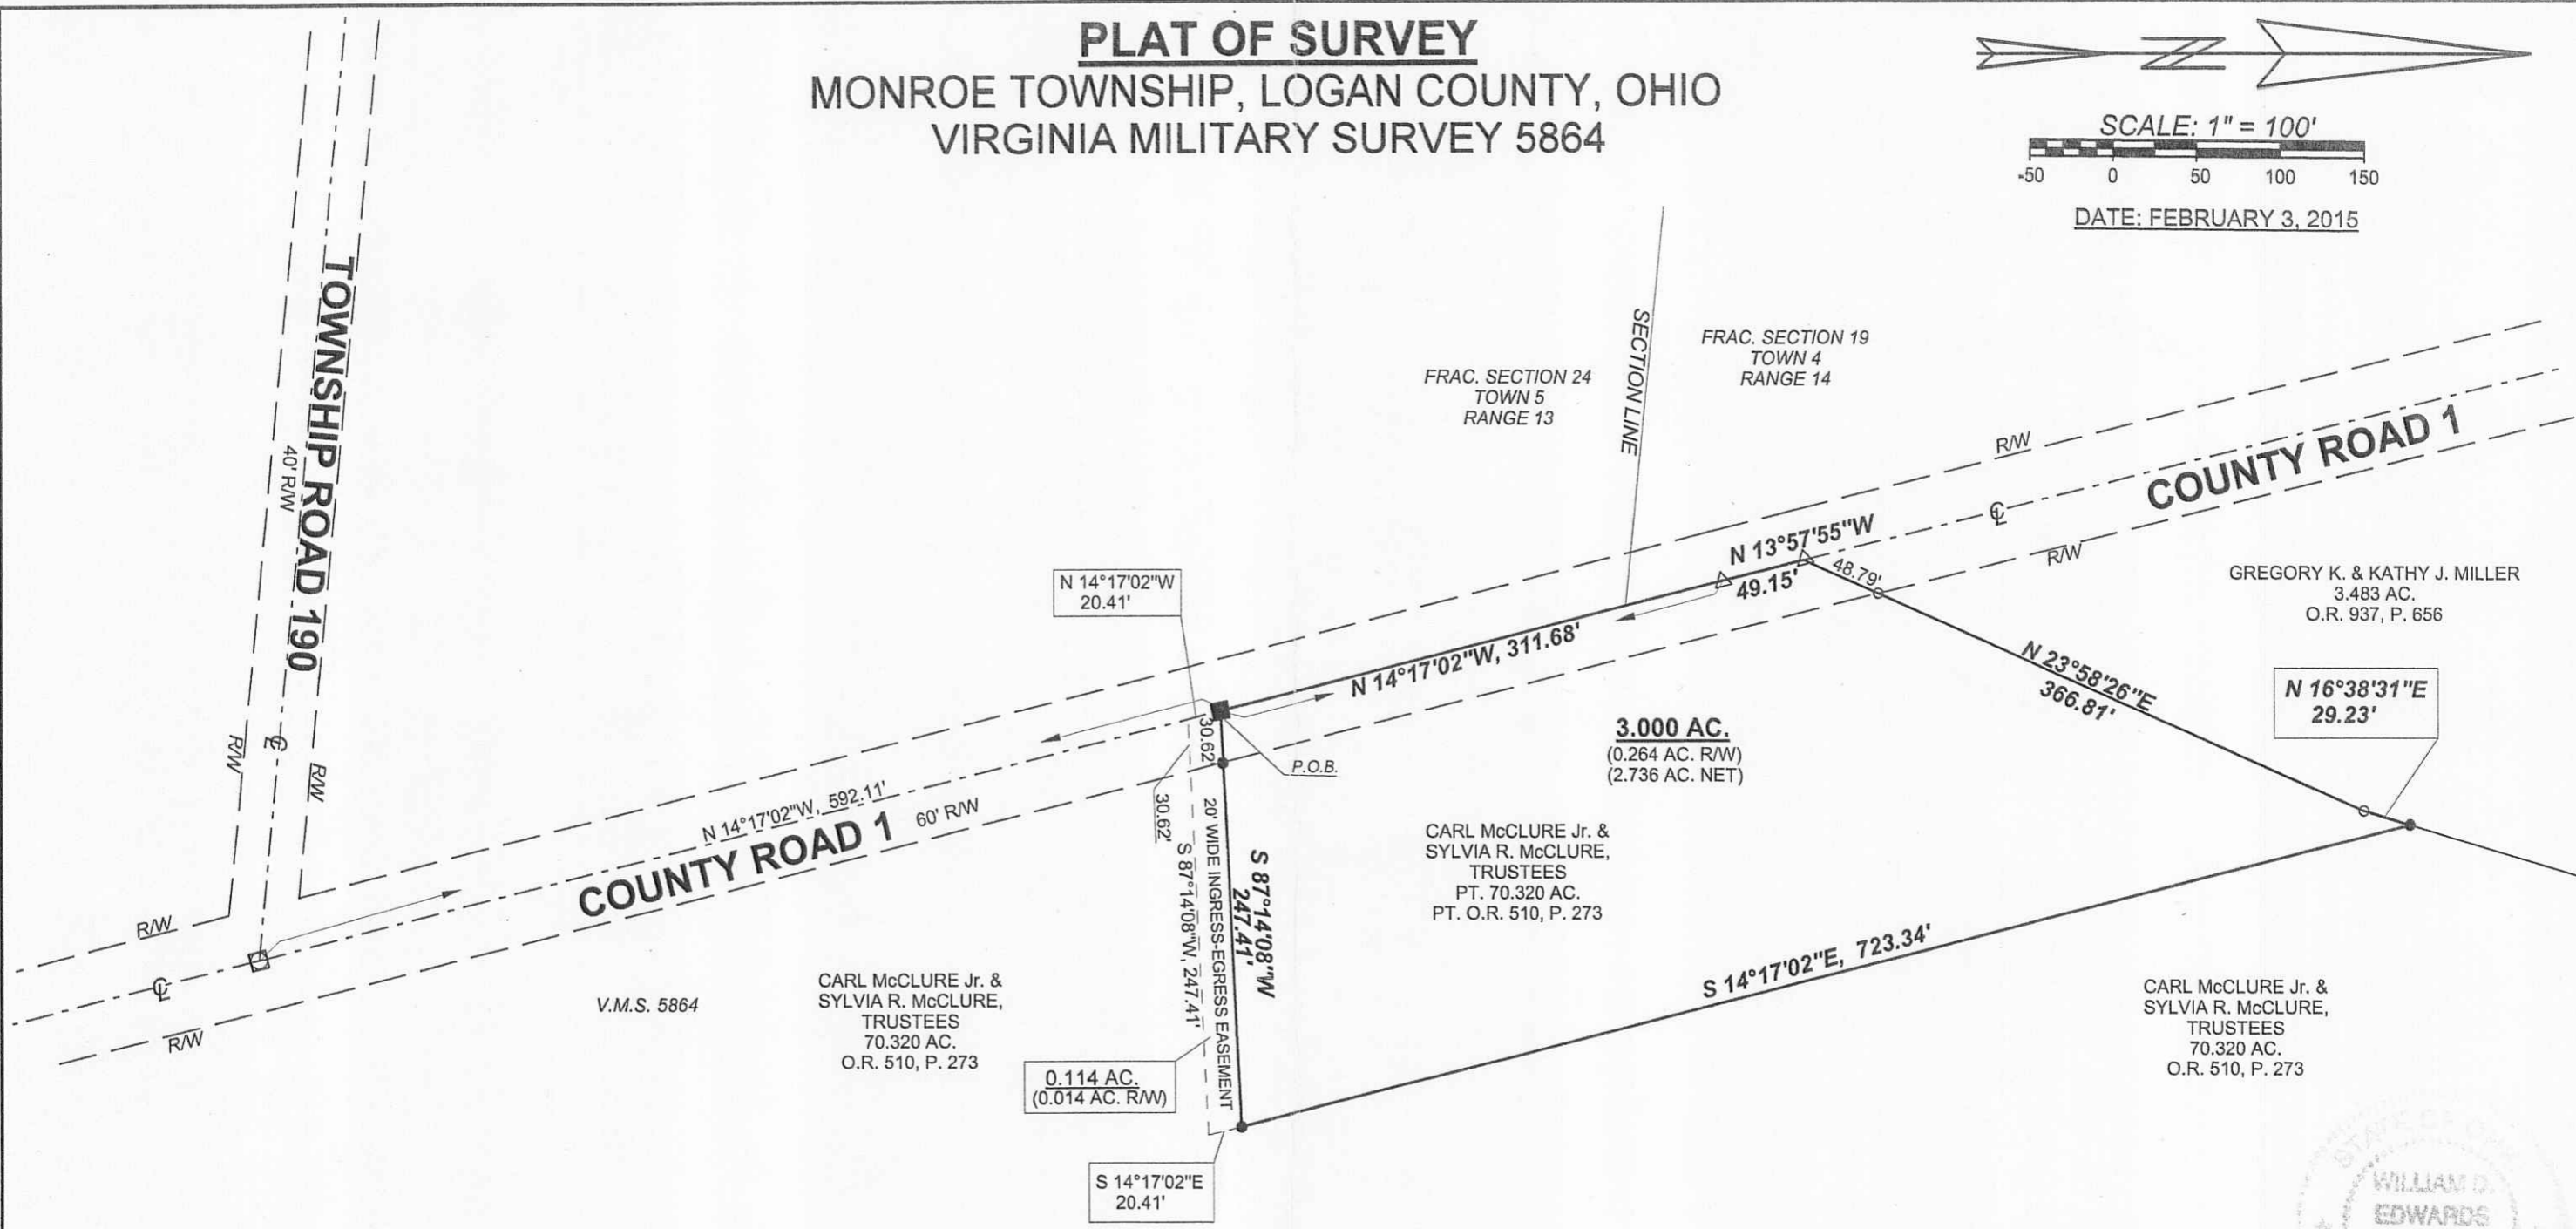 PLAT OF SURVEY
MONROE TOWNSHIP, LOGAN COUNTY, OHIO
VIRGINIA MILITARY SURVEY 5864
SCALE: 1" = 100'
-50 0 50 100 150
DATE: FEBRUARY 3, 2015
TOWNSHIP ROAD 190
40' R/W
R/W
R/W
R/W
R/W
SECTION LINE
FRAC. SECTION 24
TOWN 5
RANGE 13
FRAC. SECTION 19
TOWN 4
RANGE 14
R/W
COUNTY ROAD 1
R/W
N 13°57'55"W
49.15'
48.79'
GREGORY K. & KATHY J. MILLER
3.483 AC.
O.R. 937, P. 656
N 14°17'02"W
20.41'
N 14°17'02"W, 311.68'
N 23°58'26"E
366.81'
N 16°38'31"E
29.23'
30.62'
P.O.B.
3.000 AC.
(0.264 AC. R/W)
(2.736 AC. NET)
N 14°17'02"W, 592.11'
COUNTY ROAD 1
60' R/W
30.62'
S 87°14'08"W, 247.41'
20' WIDE INGRESS-EGRESS EASEMENT
S 87°14'08"W
247.41'
CARL McCLURE Jr. &
SYLVIA R. McCLURE,
TRUSTEES
PT. 70.320 AC.
PT. O.R. 510, P. 273
S 14°17'02"E, 723.34'
V.M.S. 5864
CARL McCLURE Jr. &
SYLVIA R. McCLURE,
TRUSTEES
70.320 AC.
O.R. 510, P. 273
CARL McCLURE Jr. &
SYLVIA R. McCLURE,
TRUSTEES
70.320 AC.
O.R. 510, P. 273
0.114 AC.
(0.014 AC. R/W)
S 14°17'02"E
20.41'
STATE OF OHIO
WILLIAM D.
EDWARDS